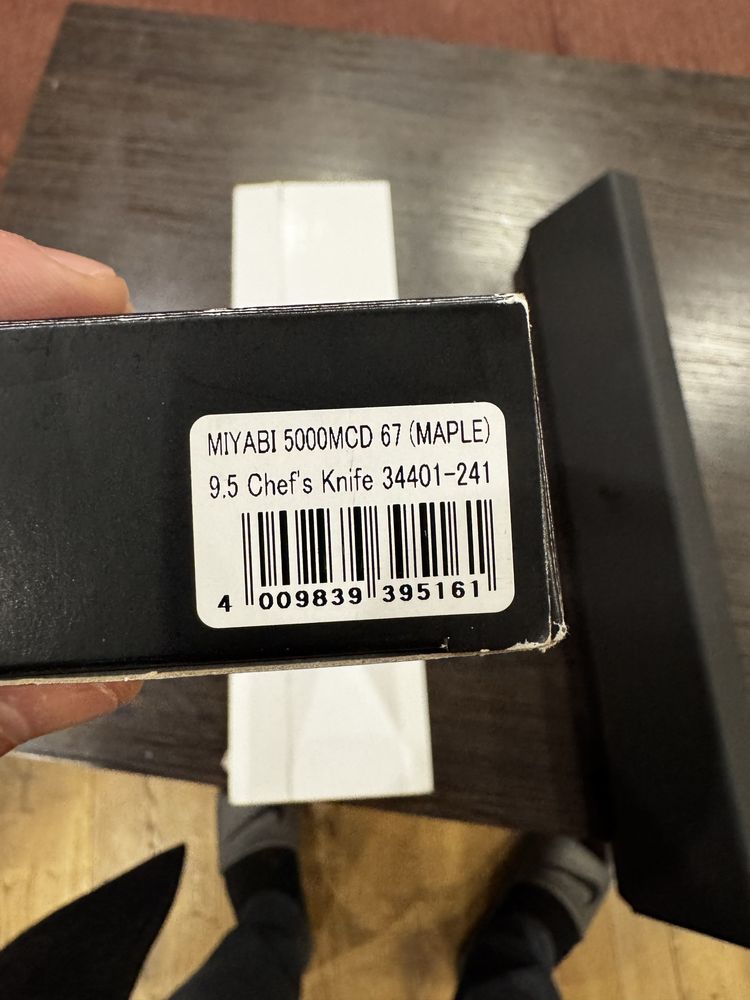 MIYABI 5000MCD 67 (MAPLE)
9.5 Chef's Knife 34401-241
4 009839 395161